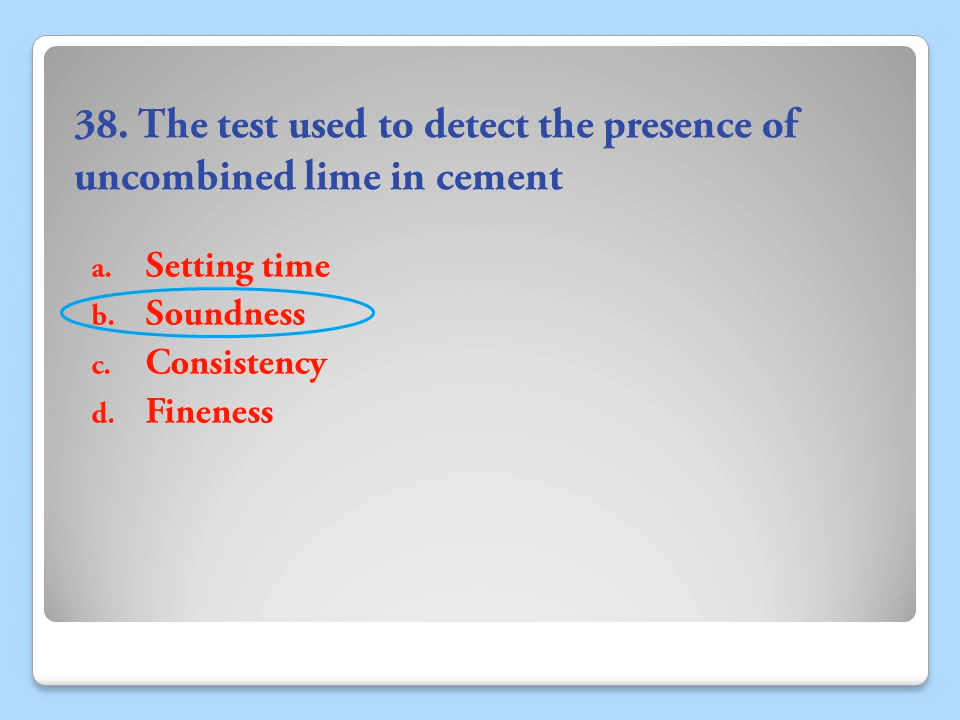 38. The test used to detect the presence of
uncombined lime in cement
a. Setting time
b. Soundness
c. Consistency
d. Fineness